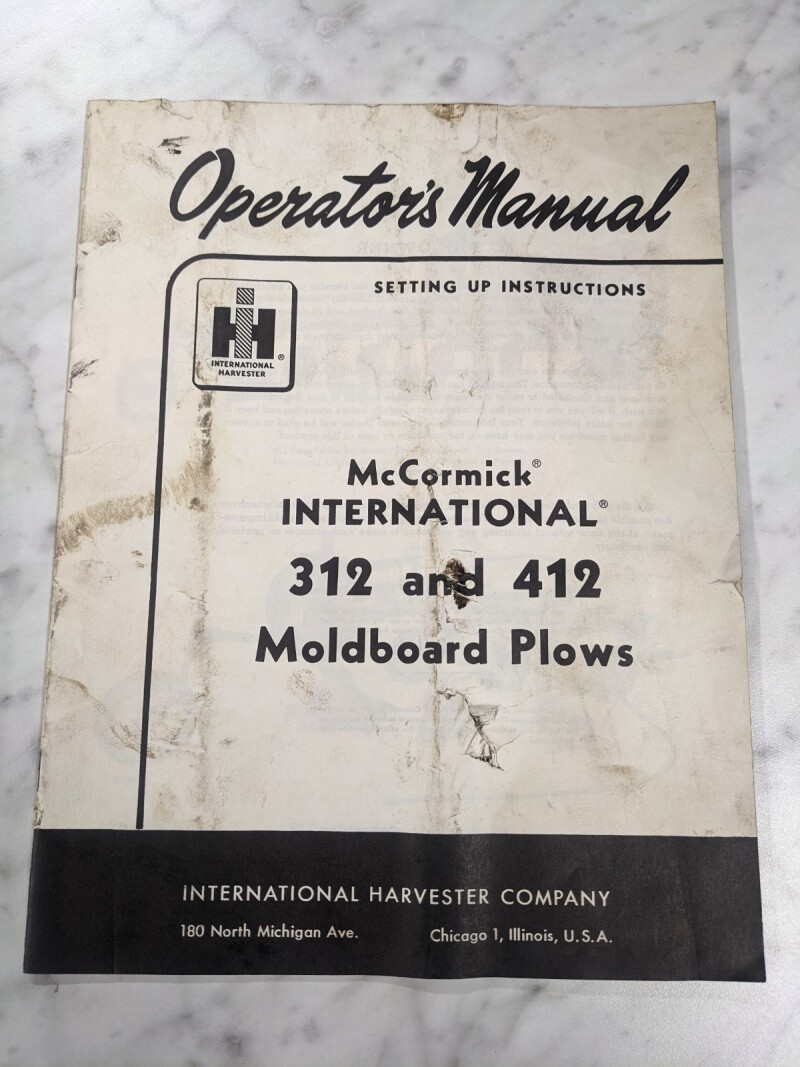 Operator's Manual
SETTING UP INSTRUCTIONS
IH
®
INTERNATIONAL
HARVESTER
McCormick®
INTERNATIONAL®
312 and 412
Moldboard Plows
INTERNATIONAL HARVESTER COMPANY
180 North Michigan Ave. Chicago 1, Illinois, U.S.A.